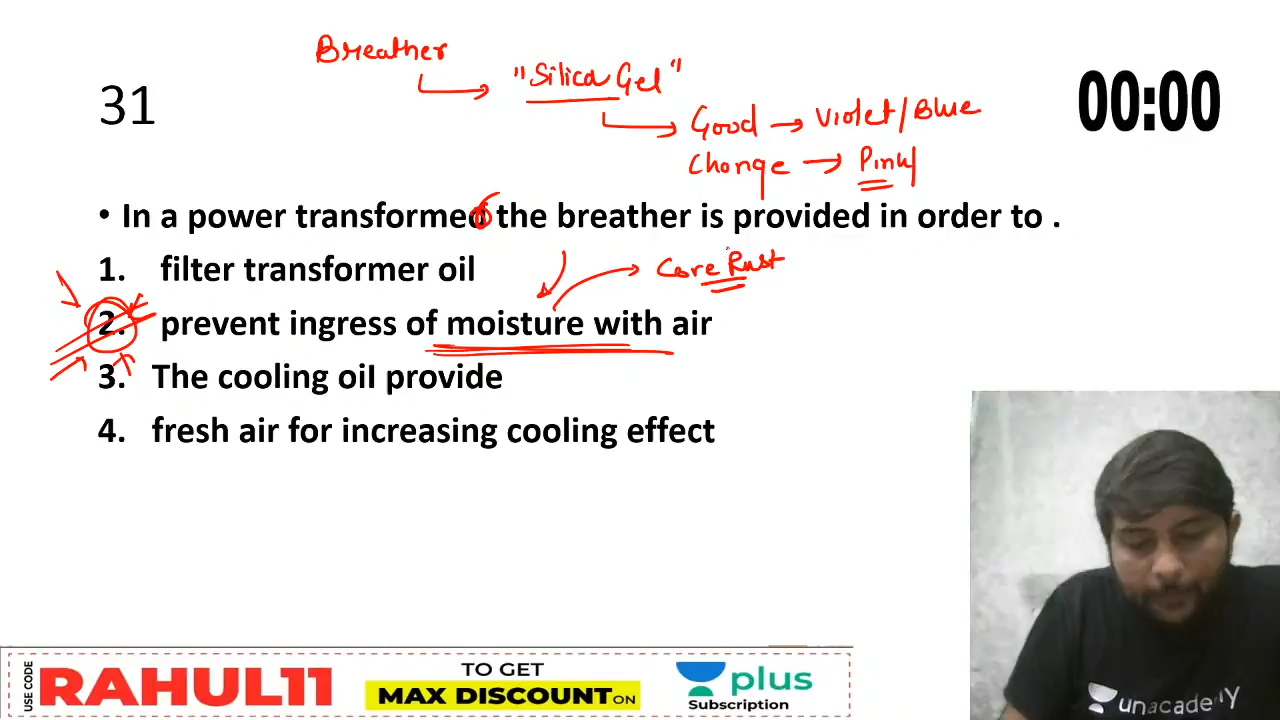 Breather
"Silica Gel"
31
00:00
Good → Violet/Blue
Change → Pink
• In a power transformed the breather is provided in order to .
1. filter transformer oil
Core Rust
2. prevent ingress of moisture with air
3. The cooling oil provide
4. fresh air for increasing cooling effect
USE CODE
RAHUL11
TO GET
MAX DISCOUNT ON
plus
Subscription
unacademy